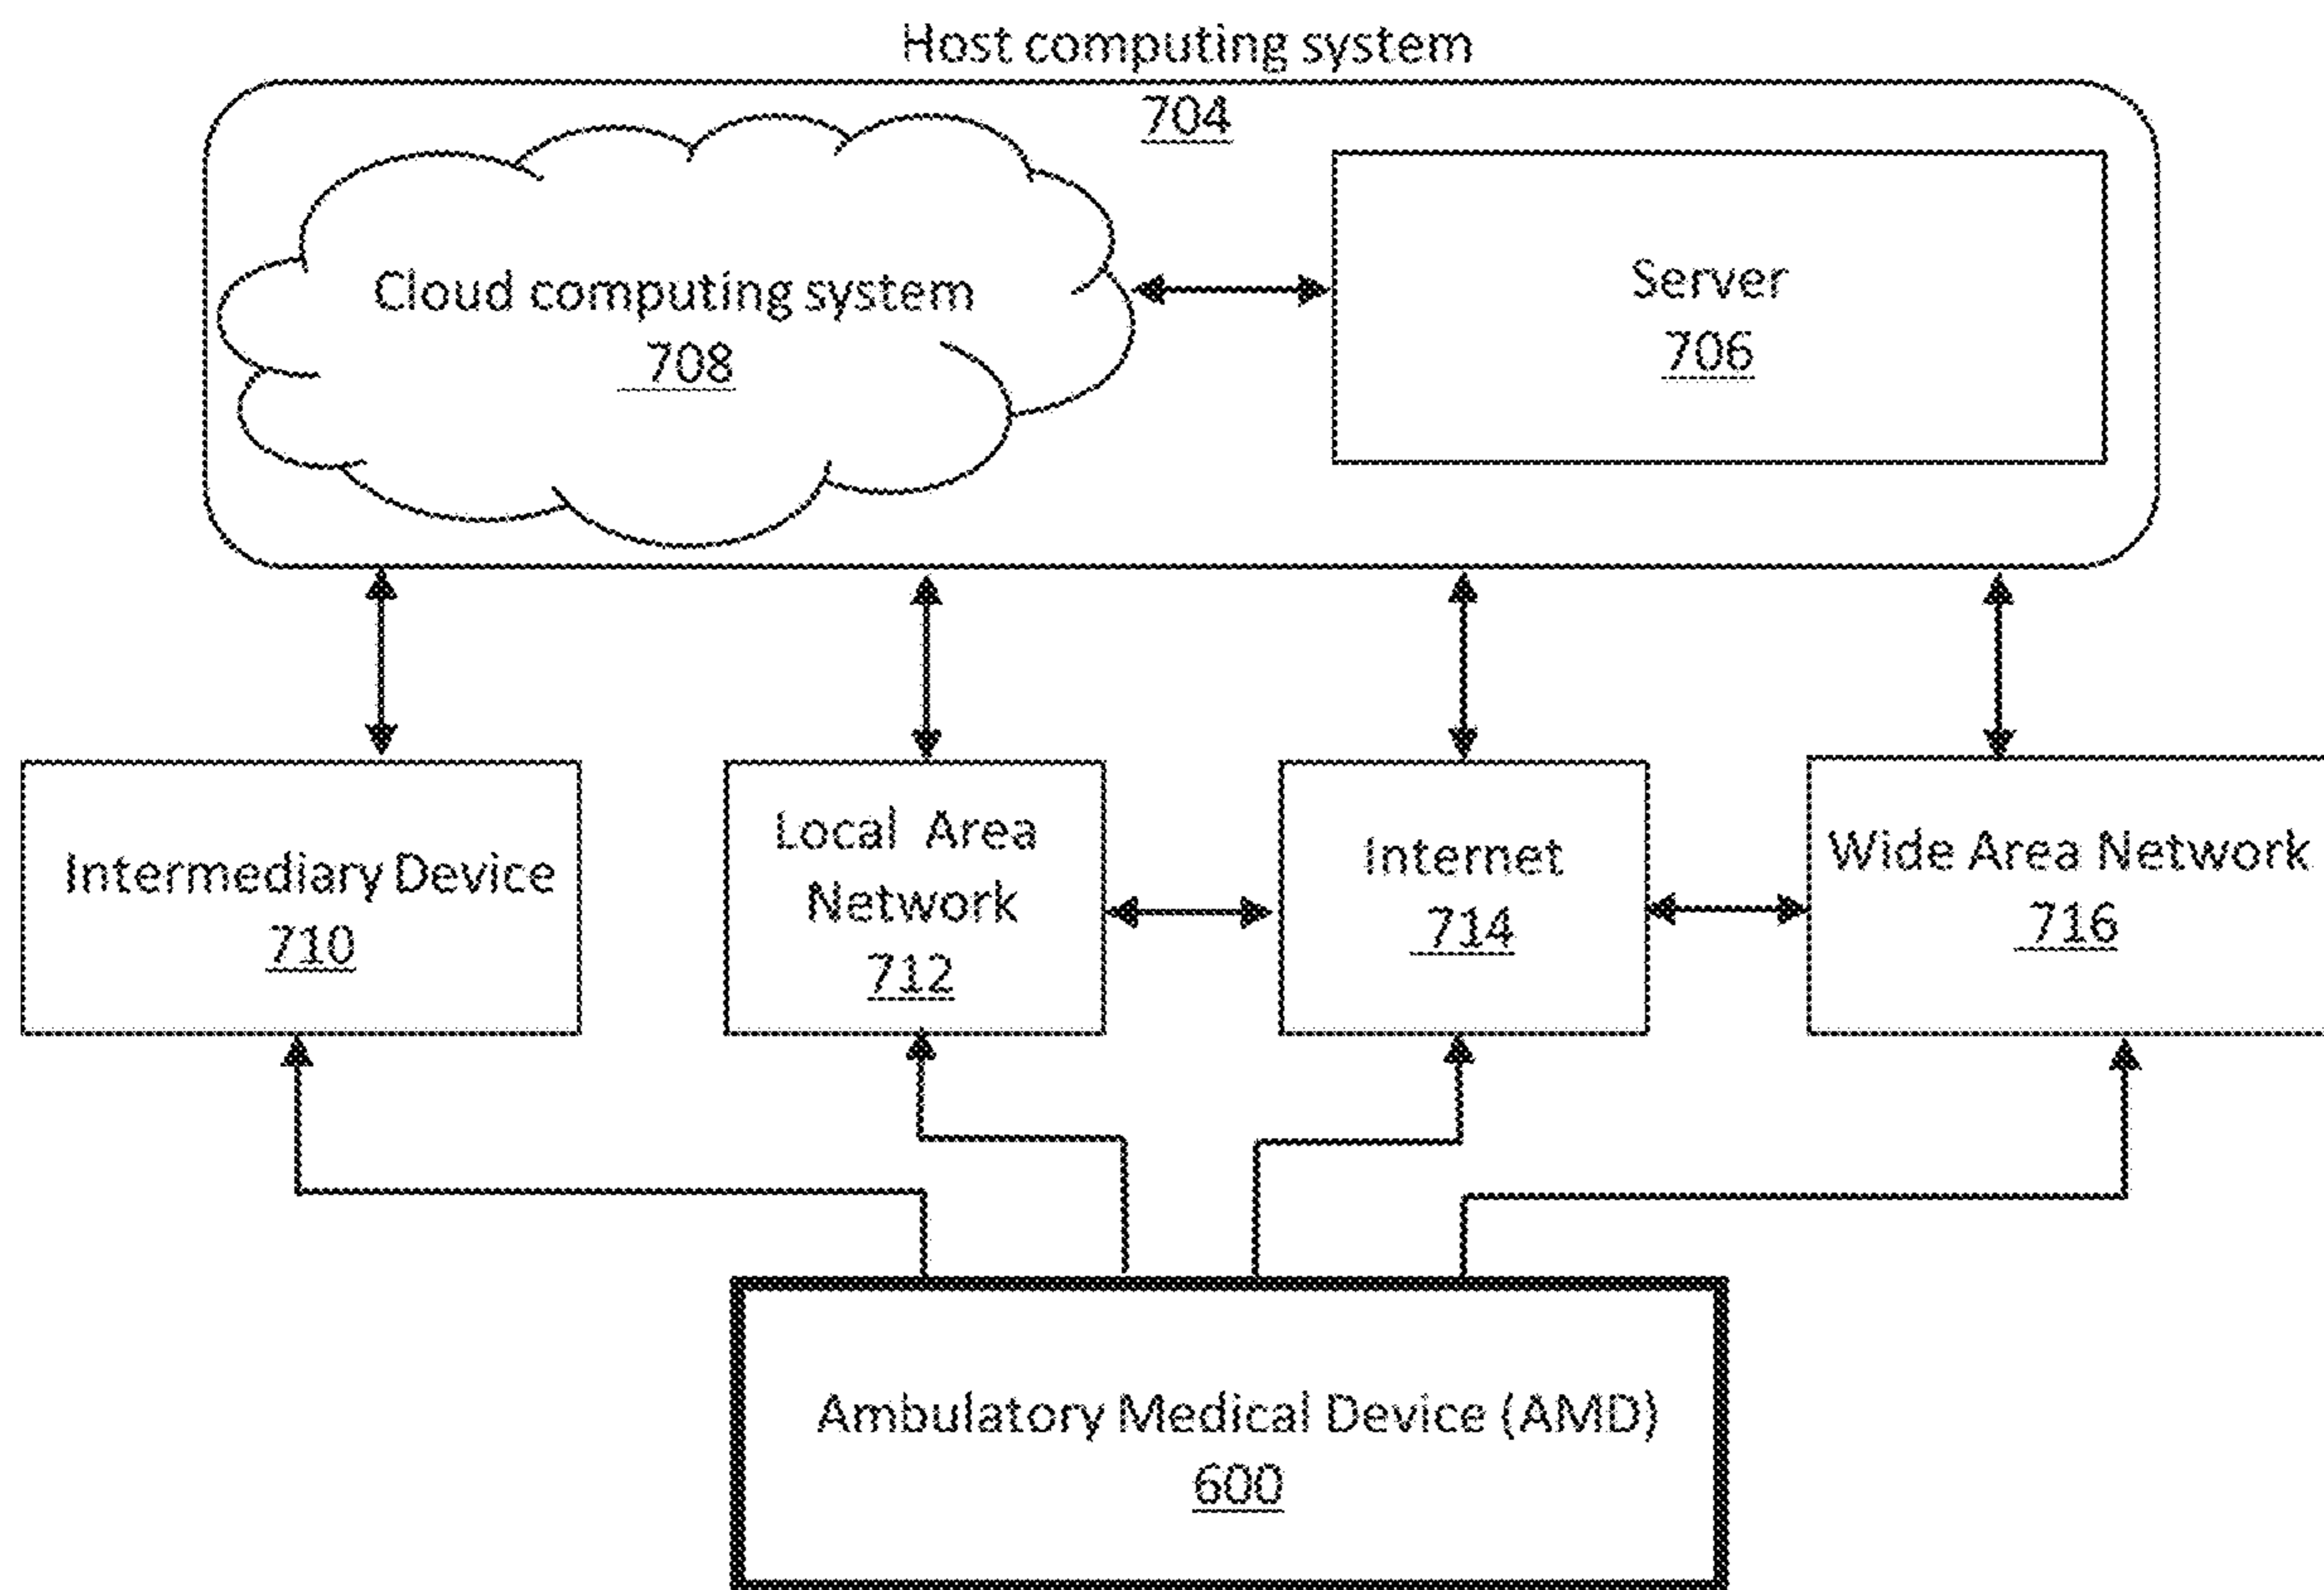 Host computing system
704
Cloud computing system
708
Server
706
Intermediary Device
710
Local Area
Network
712
Internet
714
Wide Area Network
716
Ambulatory Medical Device (AMD)
600